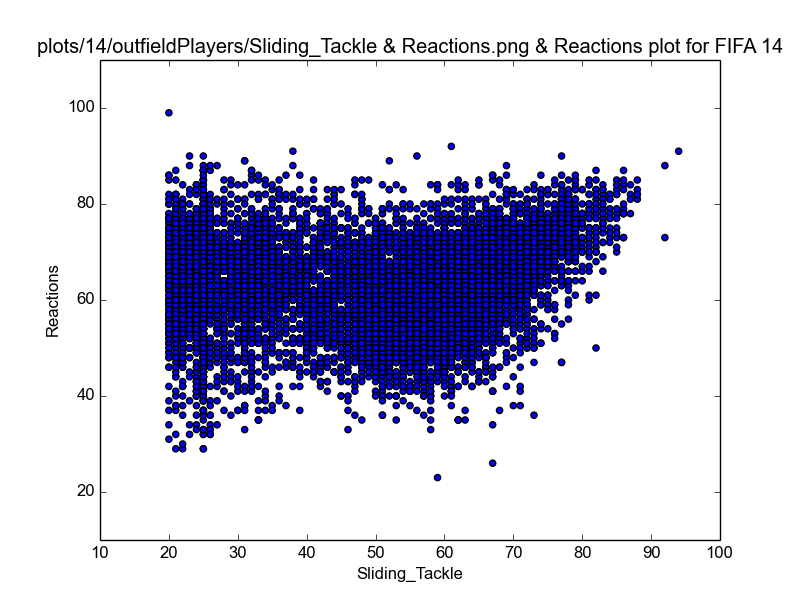 plots/14/outfieldPlayers/Sliding_Tackle & Reactions.png & Reactions plot for FIFA 14
100
80
60
40
20
Reactions
10 20 30 40 50 60 70 80 90 100
Sliding_Tackle